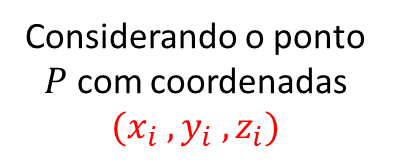 Considerando o ponto
P com coordenadas
(xᵢ , yᵢ , zᵢ)